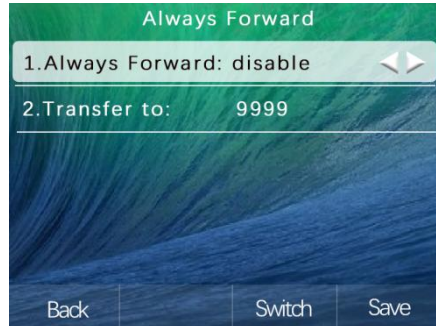 Always Forward
1.Always Forward: disable
2.Transfer to: 9999
Back Switch Save